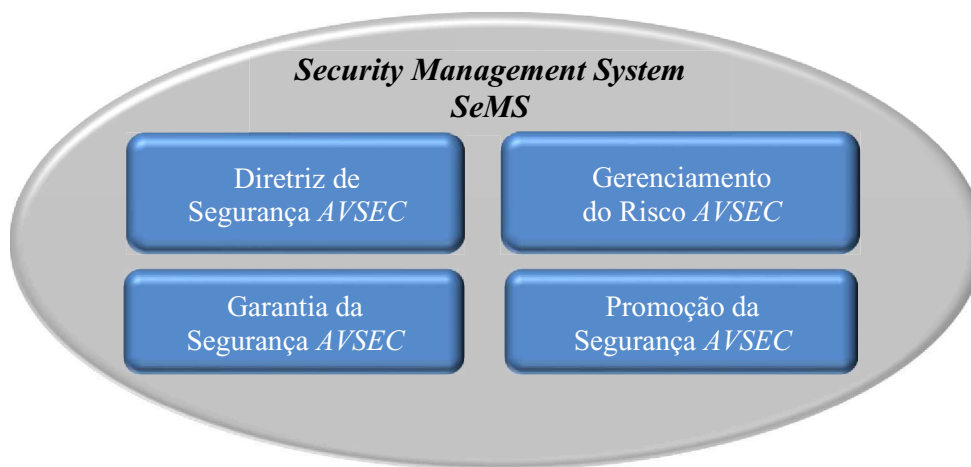 Security Management System
SeMS
Diretriz de
Segurança AVSEC
Gerenciamento
do Risco AVSEC
Garantia da
Segurança AVSEC
Promoção da
Segurança AVSEC